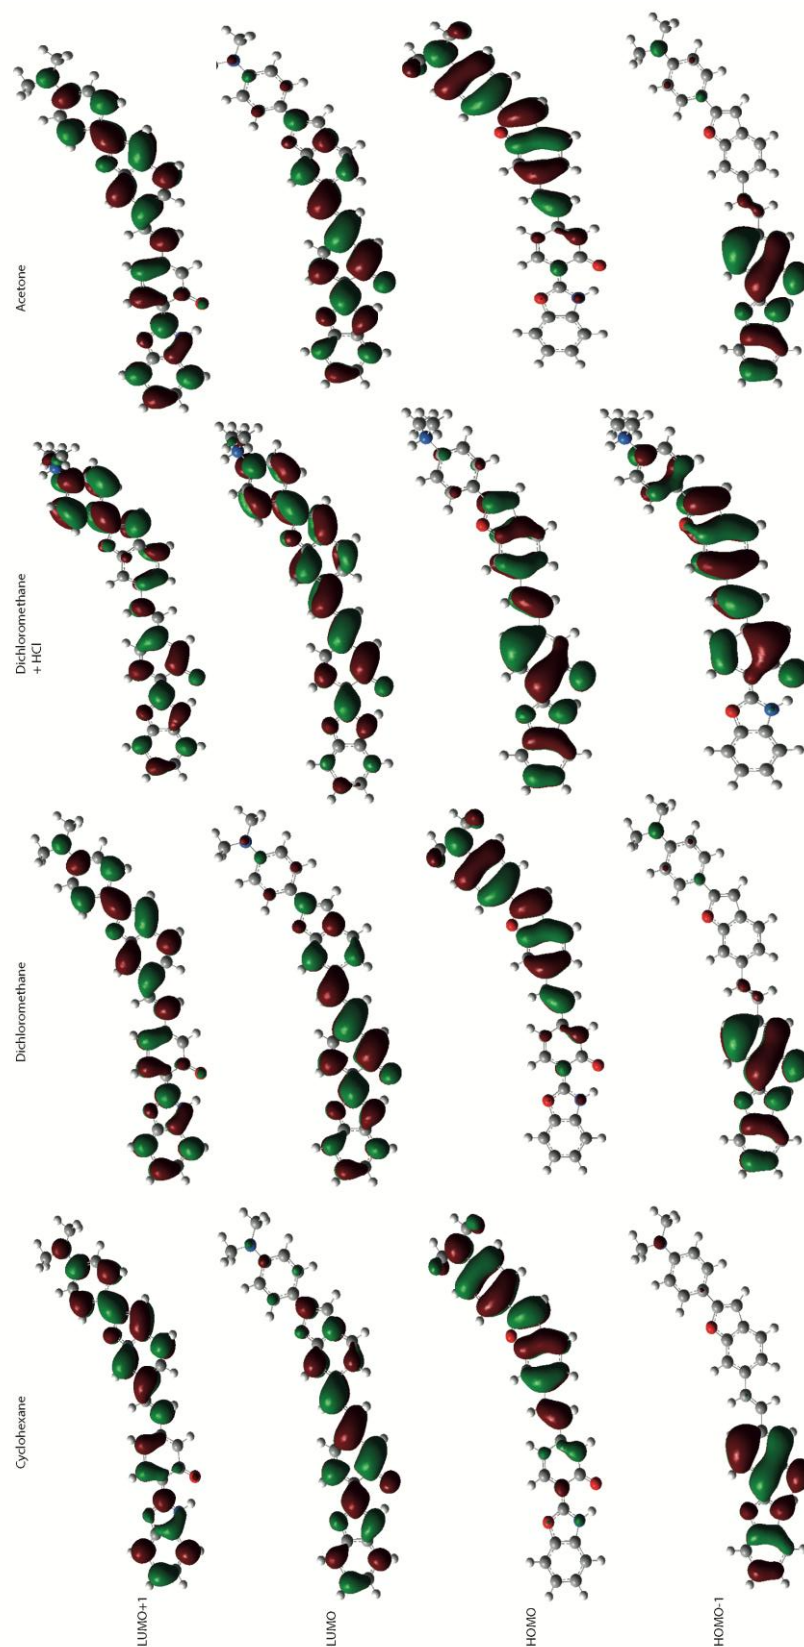 Cyclohexane
Dichloromethane
Dichloromethane
+ HCl
Acetone
LUMO+1
LUMO
HOMO
HOMO-1